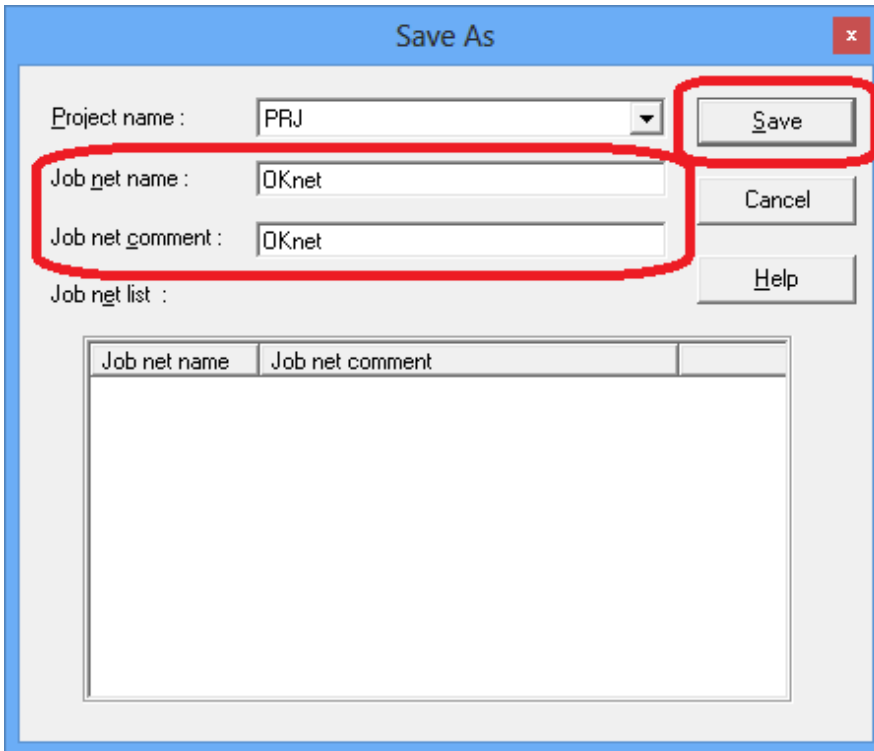 Save As
x
Project name : PRJ Save
Job net name : OKnet
Cancel
Job net comment : OKnet
Help
Job net list :
Job net name Job net comment